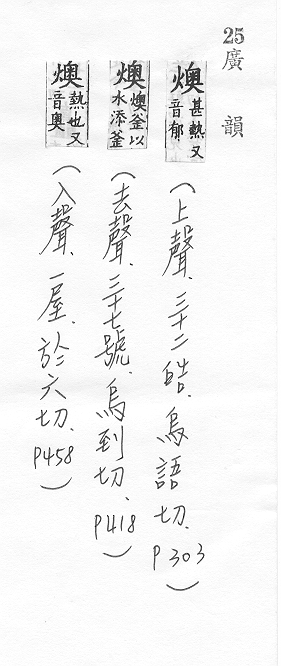 25
廣韻
燠 甚熱又音郁
(上聲、三十二皓、烏語切、P303)
燠 燠釜以水添釜
(去聲、三十七號、烏到切、P418)
燠 熱也又音奧
(入聲、一屋、於六切、P458)